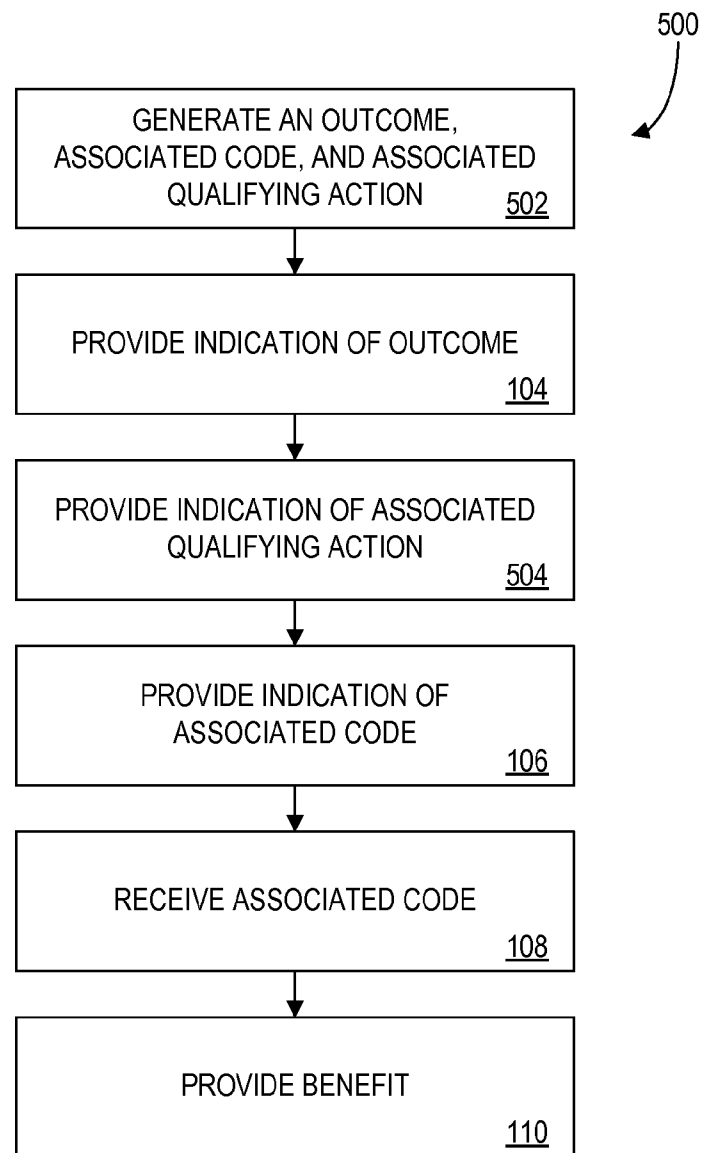 500
GENERATE AN OUTCOME,
ASSOCIATED CODE, AND ASSOCIATED
QUALIFYING ACTION
502
PROVIDE INDICATION OF OUTCOME
104
PROVIDE INDICATION OF ASSOCIATED
QUALIFYING ACTION
504
PROVIDE INDICATION OF
ASSOCIATED CODE
106
RECEIVE ASSOCIATED CODE
108
PROVIDE BENEFIT
110